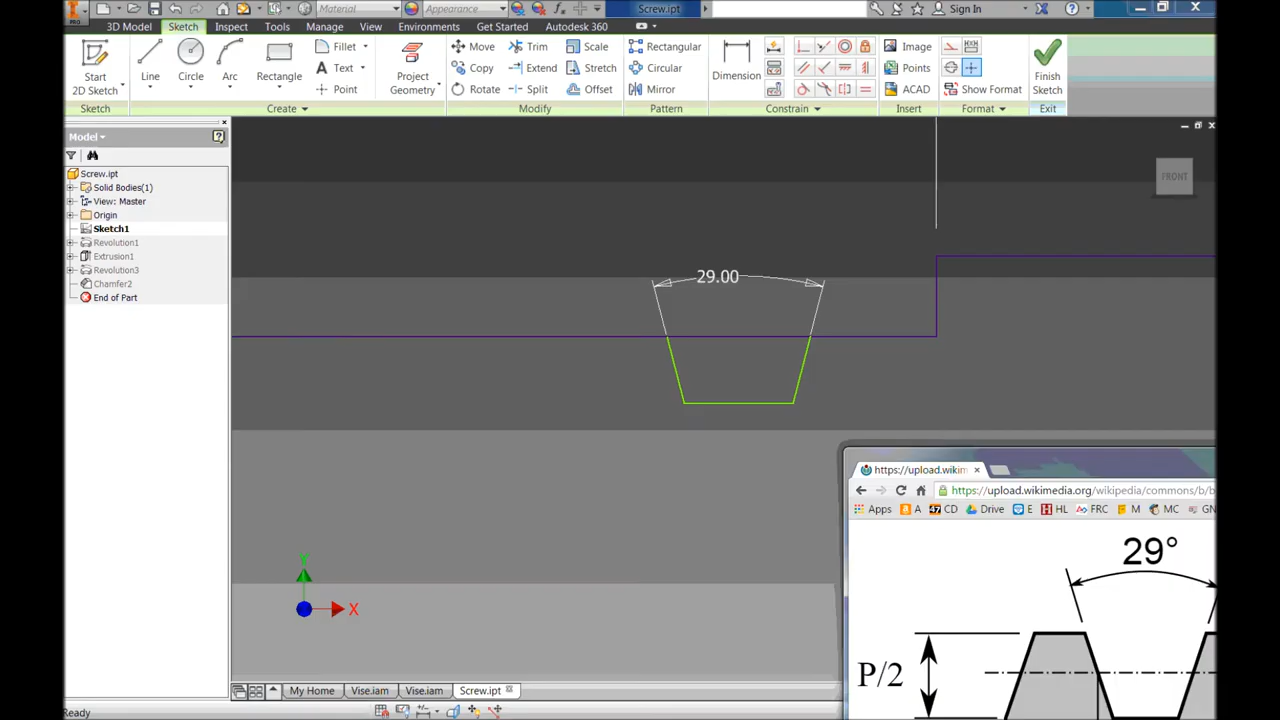 Material
Appearance
Screw.ipt
Sign In
PRO
3D Model
Sketch
Inspect
Tools
Manage
View
Environments
Get Started
Autodesk 360
Start
2D Sketch
Line
Circle
Arc
Rectangle
Fillet
Text
Point
Project
Geometry
Move
Copy
Rotate
Trim
Extend
Split
Scale
Stretch
Offset
Rectangular
Circular
Mirror
Dimension
Image
Points
ACAD
Show Format
Finish
Sketch
Sketch
Create
Modify
Pattern
Constrain
Insert
Format
Exit
Model
Screw.ipt
Solid Bodies(1)
View: Master
Origin
Sketch1
Revolution1
Extrusion1
Revolution3
Chamfer2
End of Part
FRONT
29.00
Y
X
https://upload.wikim
https://upload.wikimedia.org/wikipedia/commons/b/b
Apps
A
CD
Drive
E
HL
FRC
M
MC
GN
29°
P/2
My Home
Vise.iam
Vise.iam
Screw.ipt
Ready